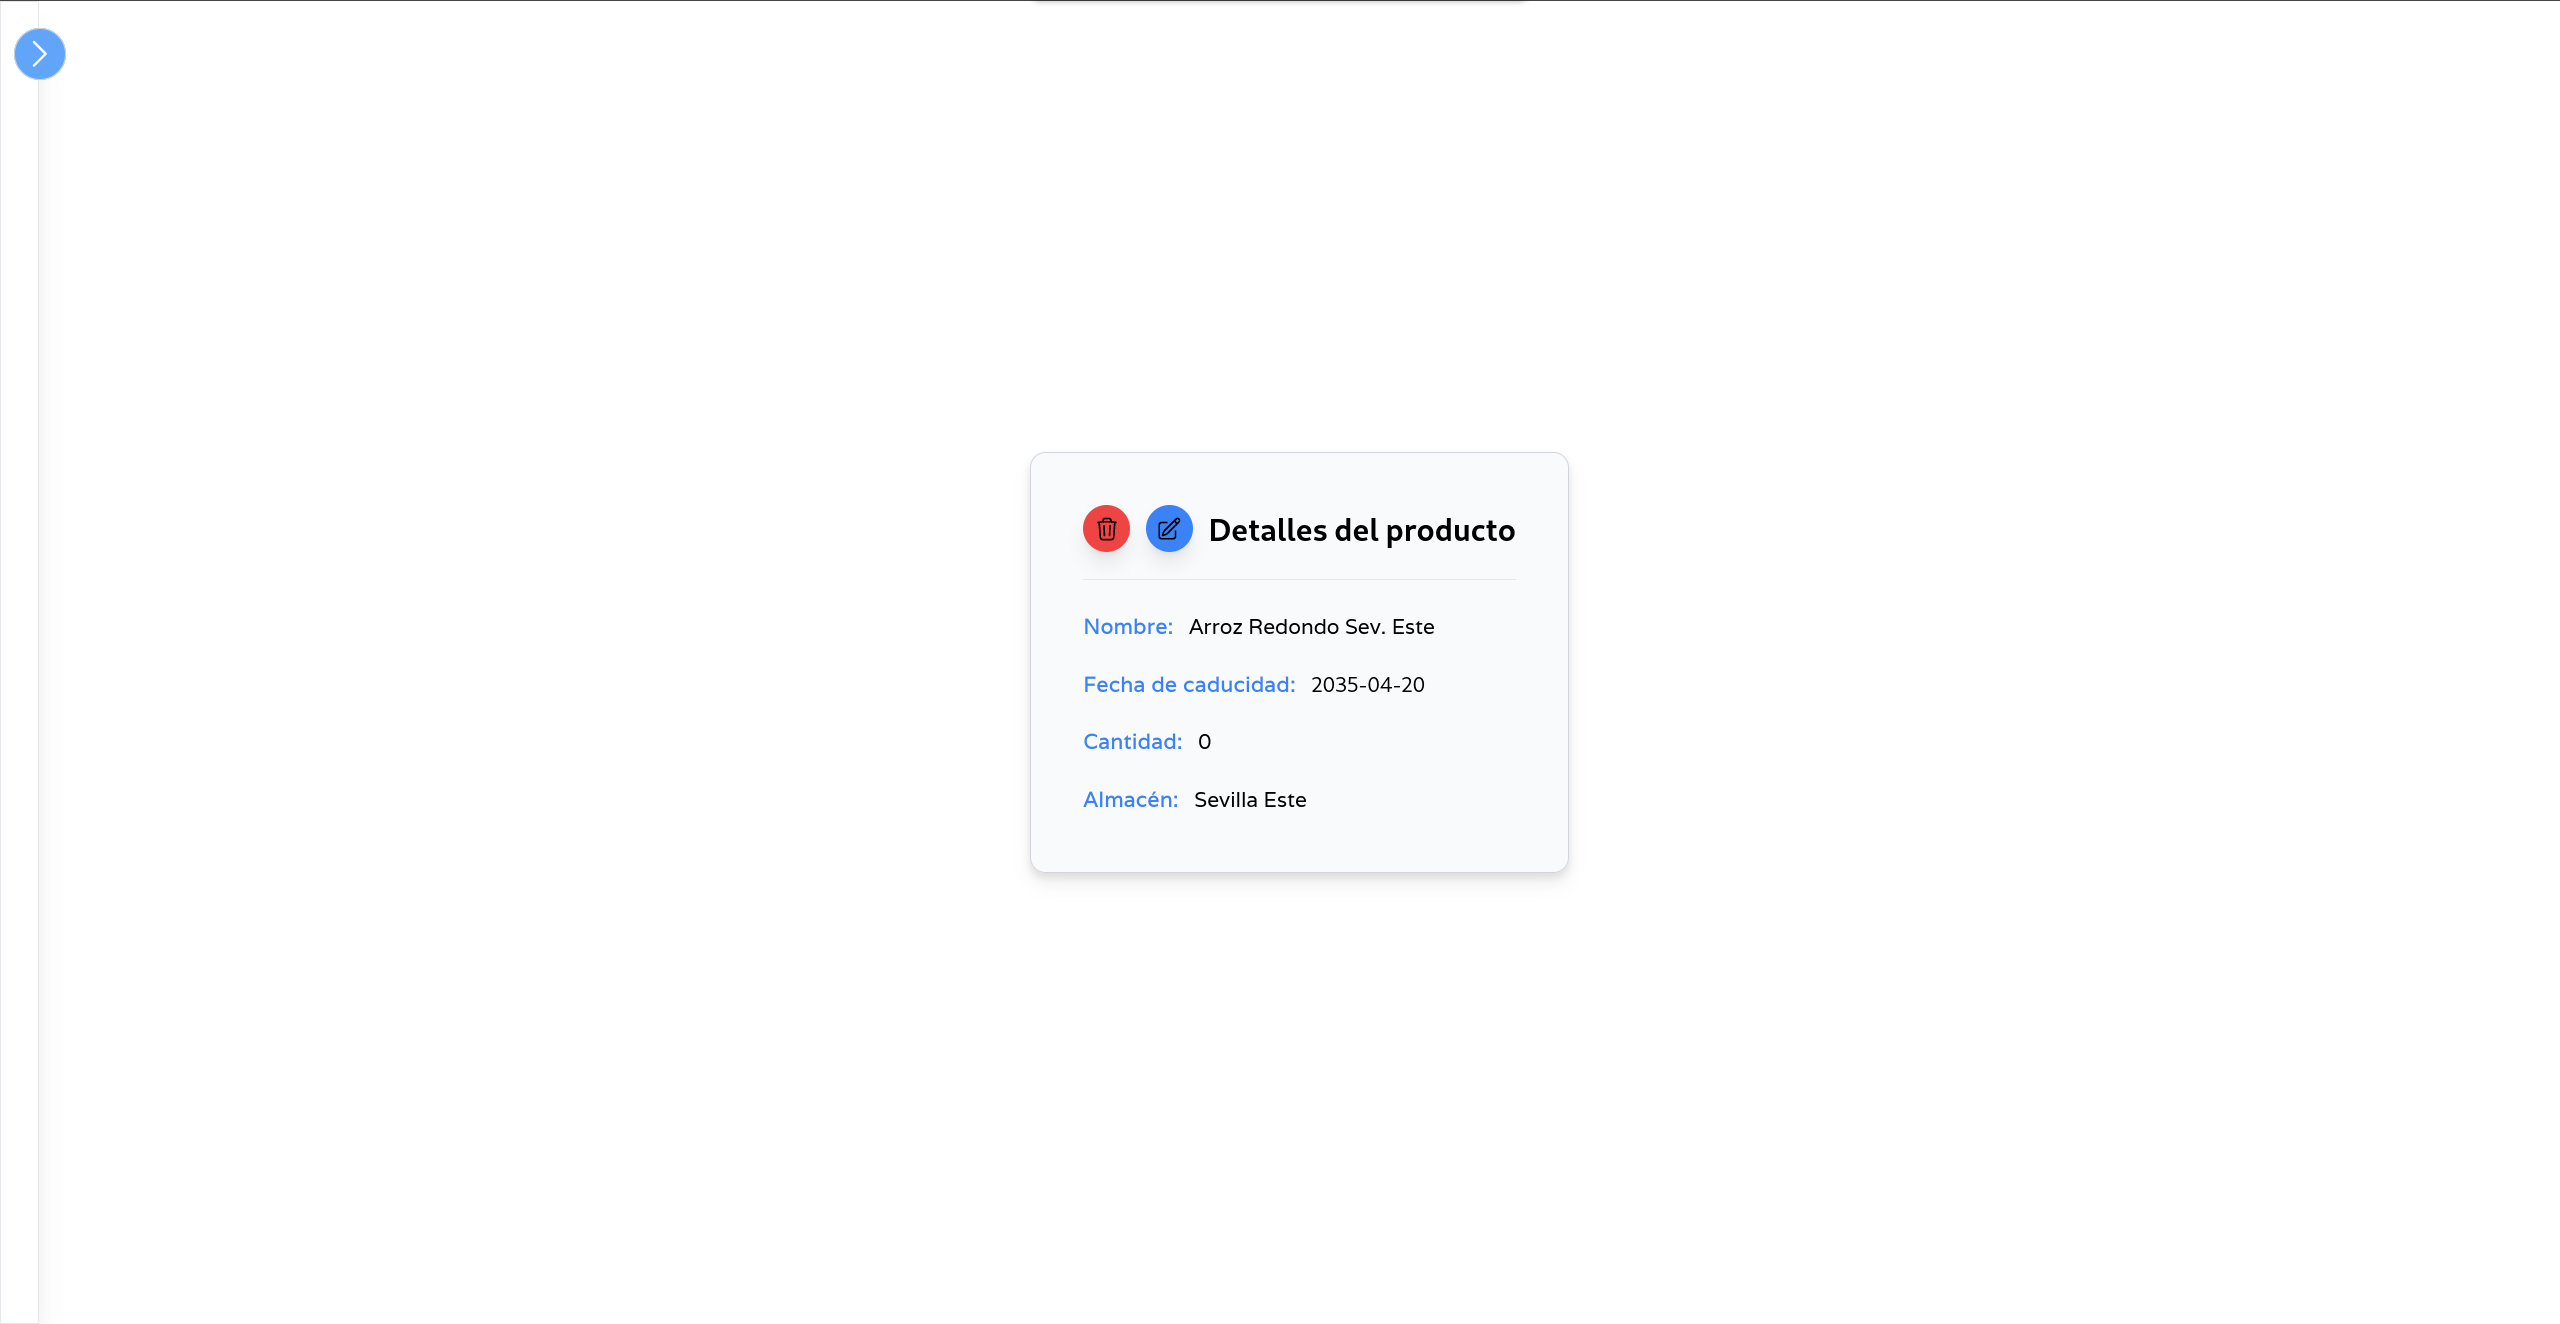 Detalles del producto
Nombre: Arroz Redondo Sev. Este
Fecha de caducidad: 2035-04-20
Cantidad: 0
Almacén: Sevilla Este